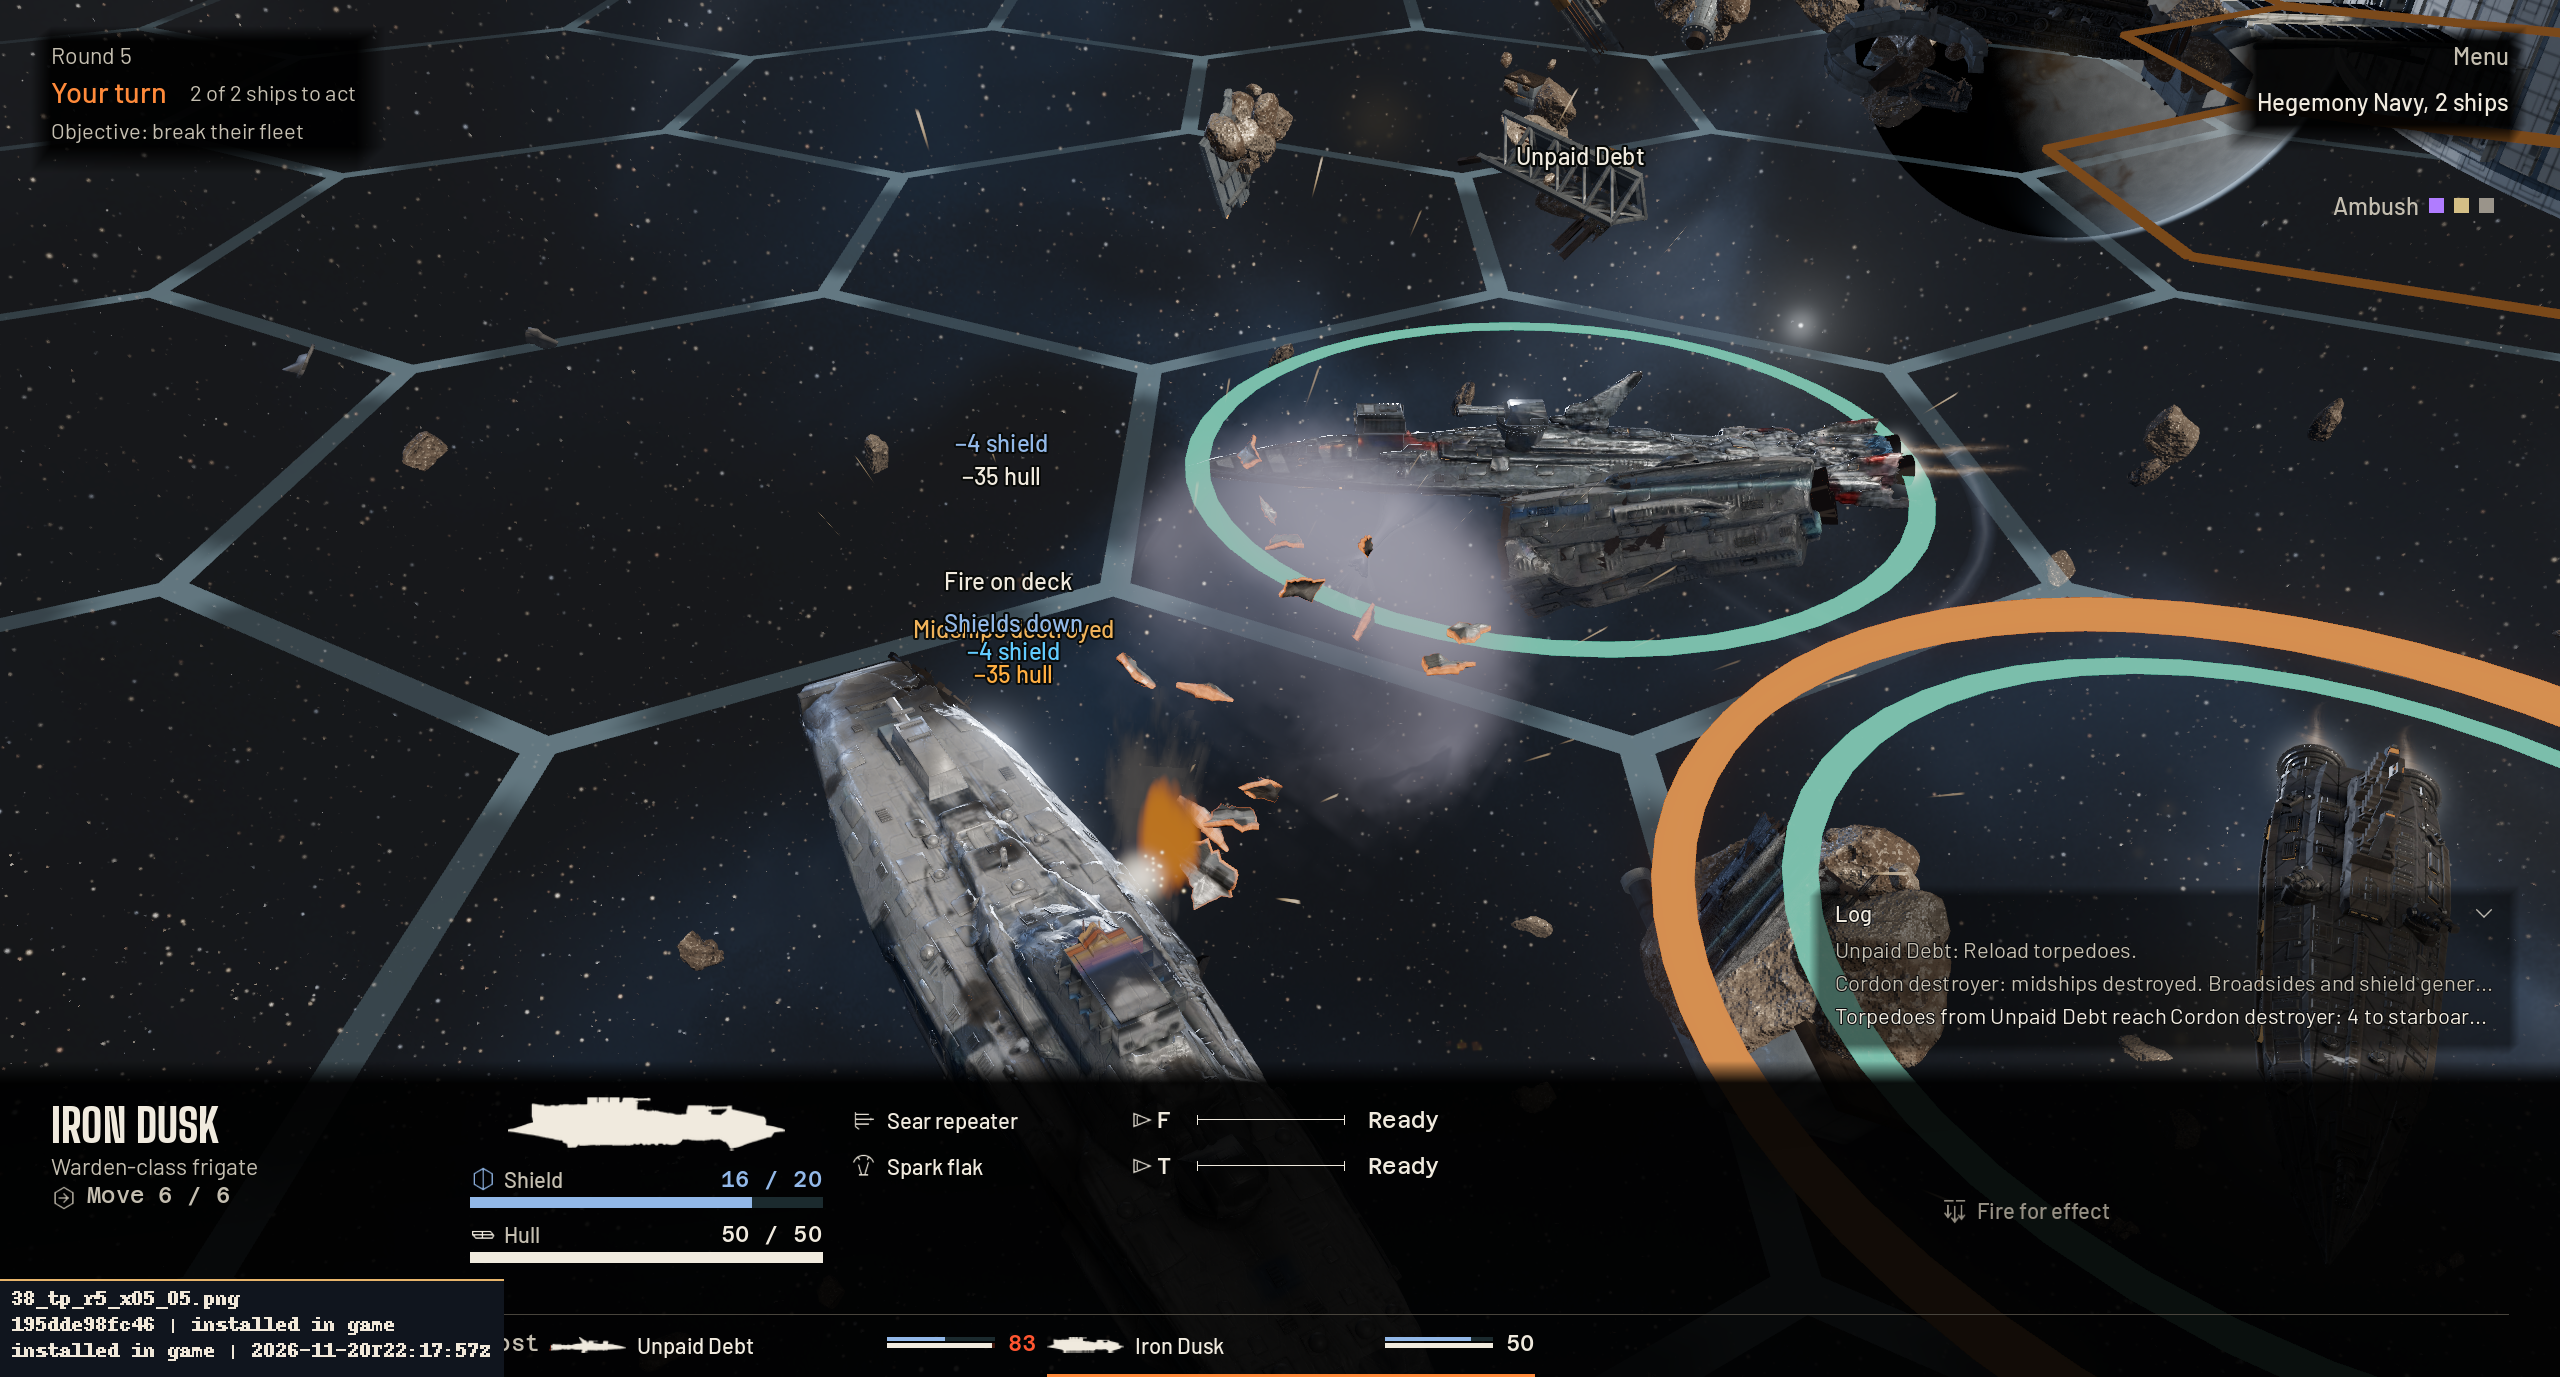 Round 5
Your turn 2 of 2 ships to act
Objective: break their fleet
Menu
Hegemony Navy, 2 ships
Ambush
Unpaid Debt
−4 shield
−35 hull
Fire on deck
Shields down
Midships destroyed
−4 shield
−35 hull
Log
Unpaid Debt: Reload torpedoes.
Cordon destroyer: midships destroyed. Broadsides and shield gener...
Torpedoes from Unpaid Debt reach Cordon destroyer: 4 to starboar...
IRON DUSK
Warden-class frigate
Move 6 / 6
Shield 16 / 20
Hull 50 / 50
Sear repeater F Ready
Spark flak T Ready
Fire for effect
38_tp_r5_x05_05.png
195dde98fc46 | installed in game
installed in game | 2026-11-20T22:17:57Z
ost Unpaid Debt 83 Iron Dusk 50